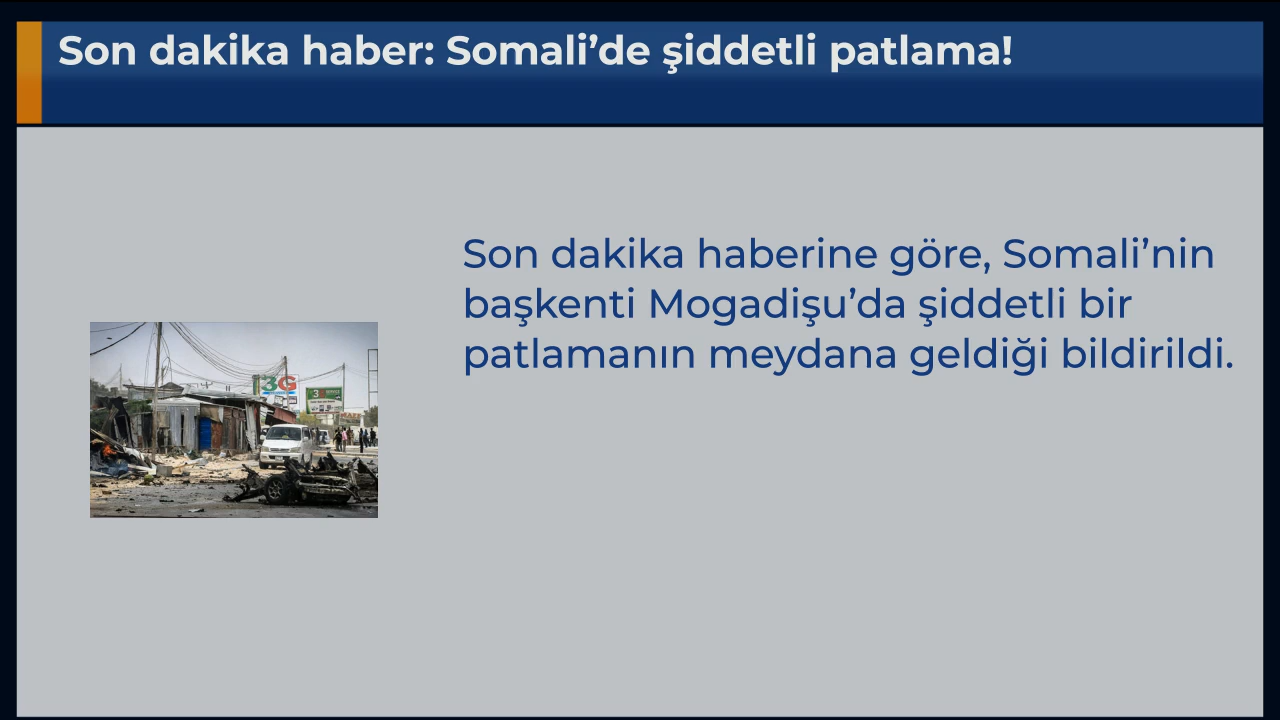 Son dakika haber: Somali’de şiddetli patlama!
Son dakika haberine göre, Somali’nin
başkenti Mogadişu’da şiddetli bir
patlamanın meydana geldiği bildirildi.
3G